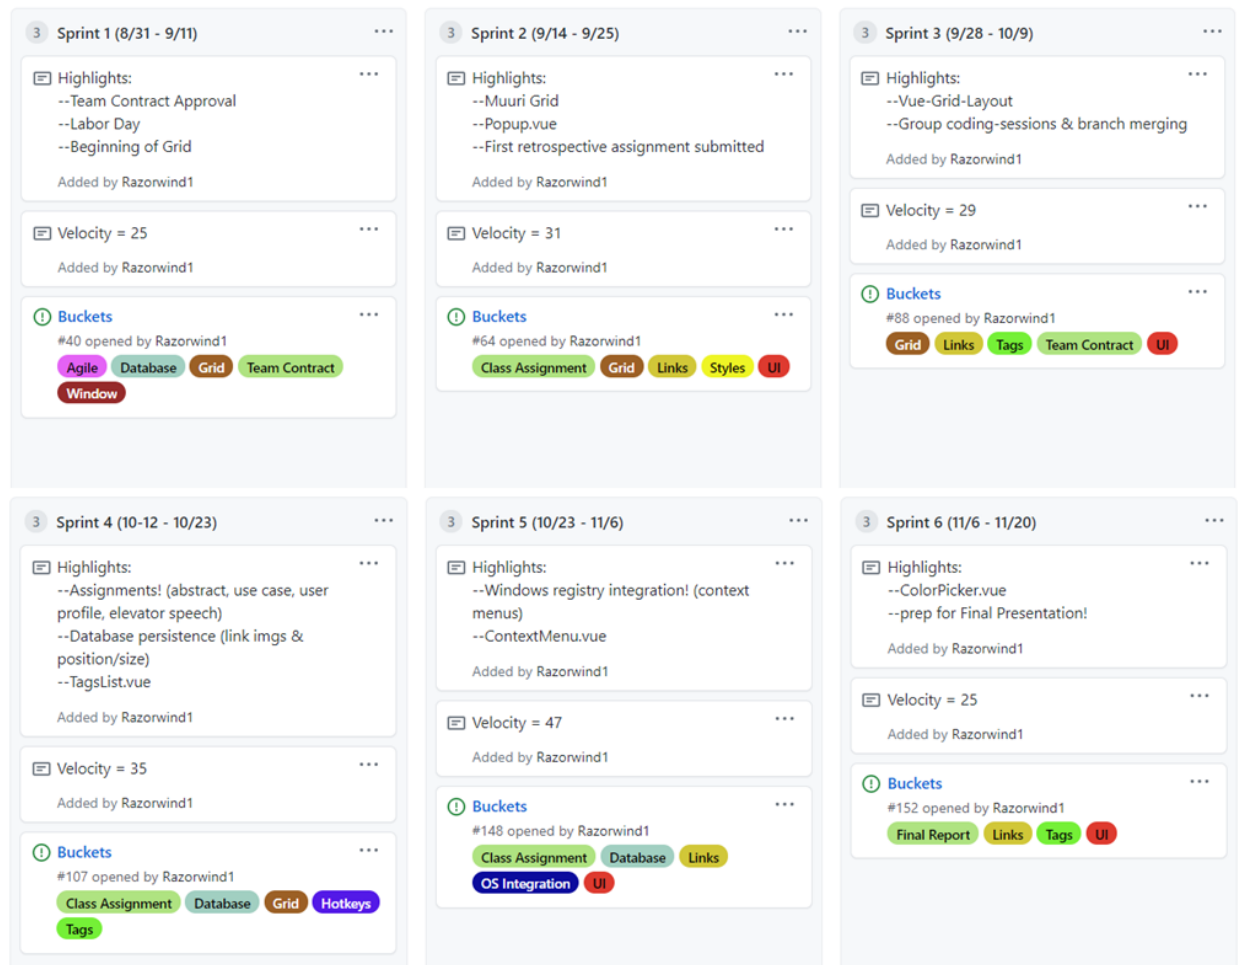 3 Sprint 1 (8/31 - 9/11) ...
Highlights: ...
--Team Contract Approval
--Labor Day
--Beginning of Grid
Added by Razorwind1
Velocity = 25 ...
Added by Razorwind1
Buckets ...
#40 opened by Razorwind1
Agile Database Grid Team Contract
Window
3 Sprint 2 (9/14 - 9/25) ...
Highlights: ...
--Muuri Grid
--Popup.vue
--First retrospective assignment submitted
Added by Razorwind1
Velocity = 31 ...
Added by Razorwind1
Buckets ...
#64 opened by Razorwind1
Class Assignment Grid Links Styles UI
3 Sprint 3 (9/28 - 10/9) ...
Highlights: ...
--Vue-Grid-Layout
--Group coding-sessions & branch merging
Added by Razorwind1
Velocity = 29 ...
Added by Razorwind1
Buckets ...
#88 opened by Razorwind1
Grid Links Tags Team Contract UI
3 Sprint 4 (10-12 - 10/23) ...
Highlights: ...
--Assignments! (abstract, use case, user
profile, elevator speech)
--Database persistence (link imgs &
position/size)
--TagsList.vue
Added by Razorwind1
Velocity = 35 ...
Added by Razorwind1
Buckets ...
#107 opened by Razorwind1
Class Assignment Database Grid Hotkeys
Tags
3 Sprint 5 (10/23 - 11/6) ...
Highlights: ...
--Windows registry integration! (context
menus)
--ContextMenu.vue
Added by Razorwind1
Velocity = 47 ...
Added by Razorwind1
Buckets ...
#148 opened by Razorwind1
Class Assignment Database Links
OS Integration UI
3 Sprint 6 (11/6 - 11/20) ...
Highlights: ...
--ColorPicker.vue
--prep for Final Presentation!
Added by Razorwind1
Velocity = 25 ...
Added by Razorwind1
Buckets ...
#152 opened by Razorwind1
Final Report Links Tags UI